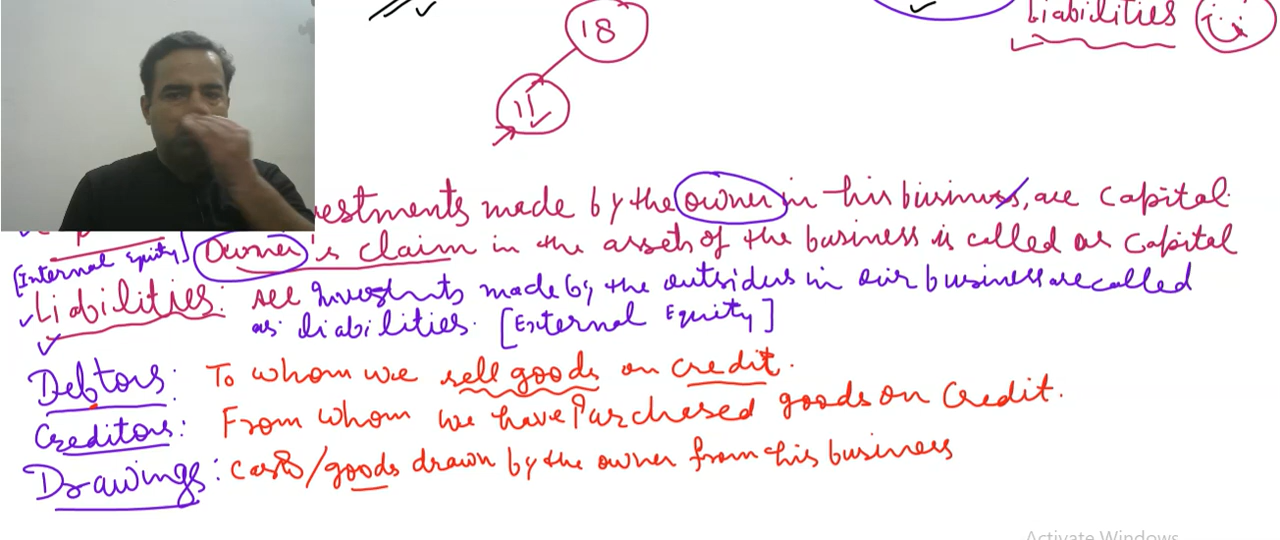 Liabilities
18
11
estments made by the owner in his business, are Capital.
[Internal Equity] Owner's claim in the assets of the business is called as Capital
Liabilities: All Investments made by the outsiders in our business are called
as liabilities. [External Equity]
Debtors: To whom we sell goods on credit.
Creditors: From whom we have Purchased goods on Credit.
Drawings: Cash/goods drawn by the owner from his business
Activate Windows